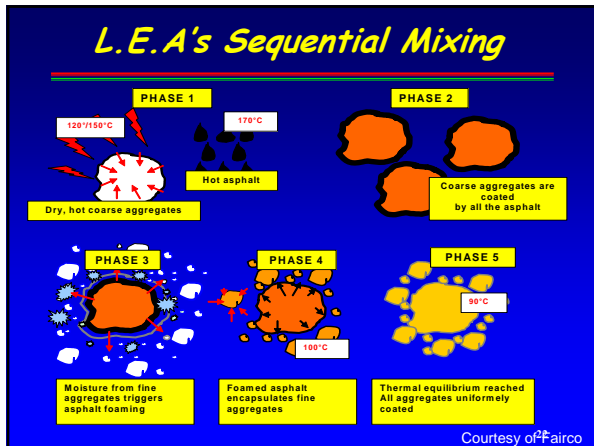 L.E.A's Sequential Mixing
PHASE 1
120°/150°C
170°C
Hot asphalt
Dry, hot coarse aggregates
PHASE 2
Coarse aggregates are
coated
by all the asphalt
PHASE 3
Moisture from fine
aggregates triggers
asphalt foaming
PHASE 4
100°C
Foamed asphalt
encapsulates fine
aggregates
PHASE 5
90°C
Thermal equilibrium reached
All aggregates uniformely
coated
Courtesy of Fairco